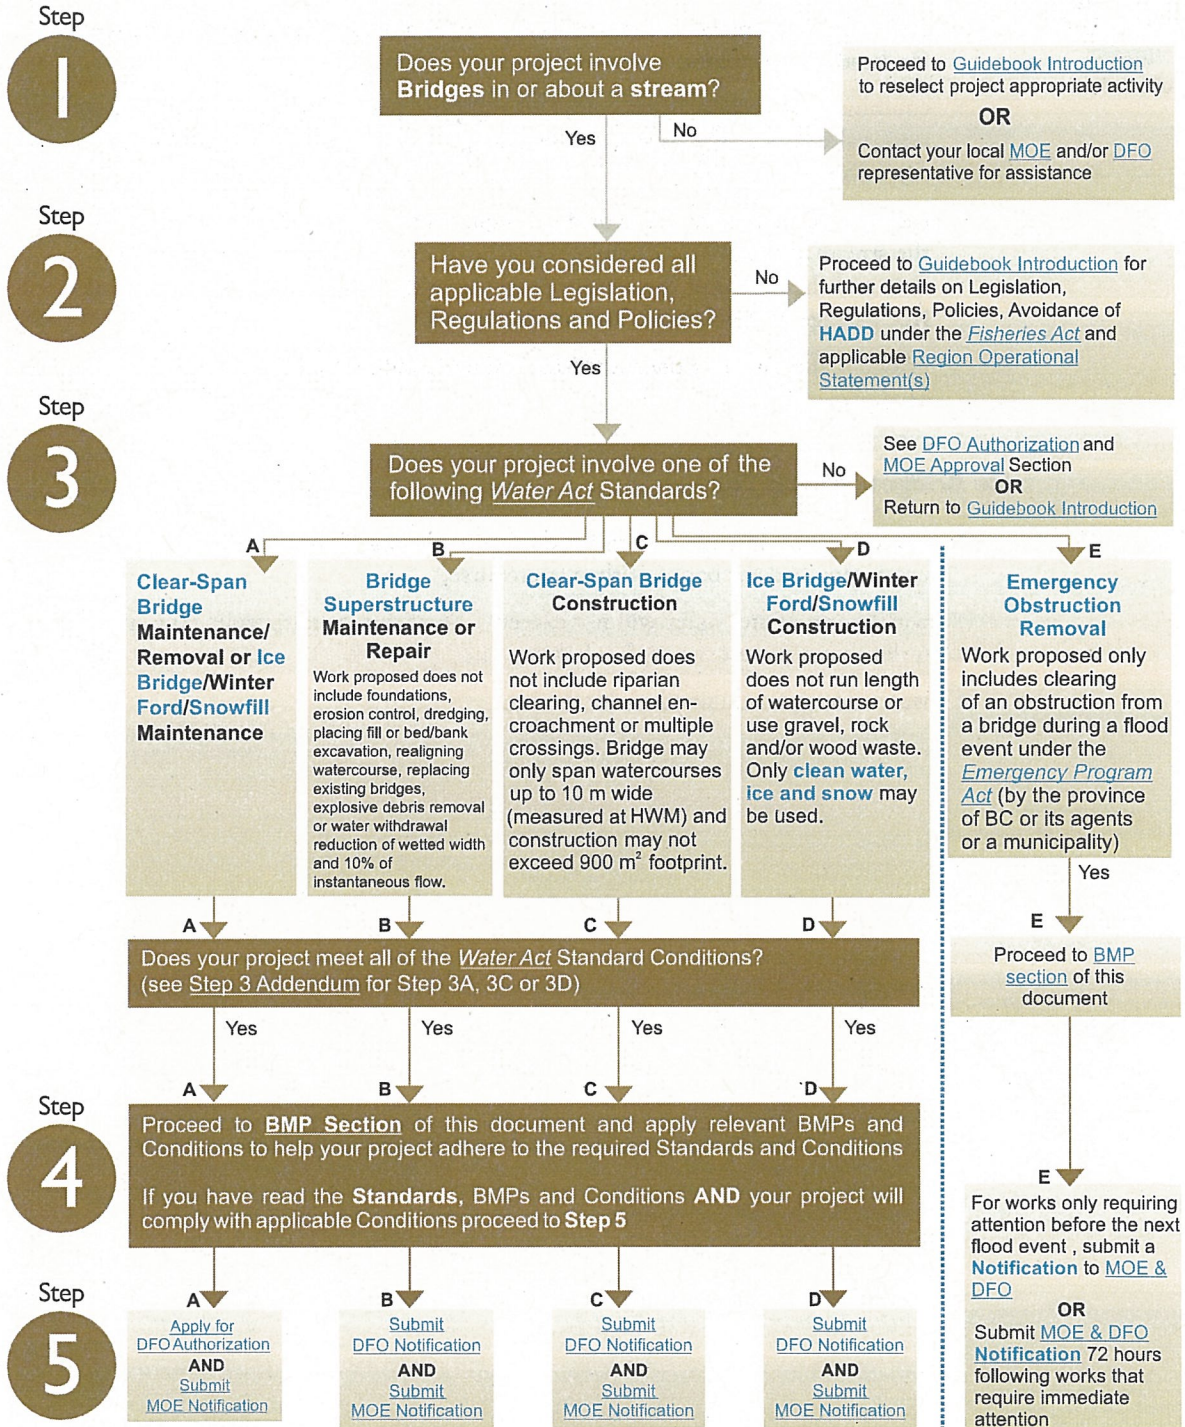 Step
1
Does your project involve
Bridges in or about a stream?
Yes
No
Proceed to Guidebook Introduction
to reselect project appropriate activity
OR
Contact your local MOE and/or DFO
representative for assistance
Step
2
Have you considered all
applicable Legislation,
Regulations and Policies?
No
Yes
Proceed to Guidebook Introduction for
further details on Legislation,
Regulations, Policies, Avoidance of
HADD under the Fisheries Act and
applicable Region Operational
Statement(s)
Step
3
Does your project involve one of the
following Water Act Standards?
No
See DFO Authorization and
MOE Approval Section
OR
Return to Guidebook Introduction
A
Clear-Span
Bridge
Maintenance/
Removal or Ice
Bridge/Winter
Ford/Snowfill
Maintenance
B
Bridge
Superstructure
Maintenance or
Repair
Work proposed does not
include foundations,
erosion control, dredging,
placing fill or bed/bank
excavation, realigning
watercourse, replacing
existing bridges,
explosive debris removal
or water withdrawal
reduction of wetted width
and 10% of
instantaneous flow.
C
Clear-Span Bridge
Construction
Work proposed does
not include riparian
clearing, channel en-
croachment or multiple
crossings. Bridge may
only span watercourses
up to 10 m wide
(measured at HWM) and
construction may not
exceed 900 m² footprint.
D
Ice Bridge/Winter
Ford/Snowfill
Construction
Work proposed
does not run length
of watercourse or
use gravel, rock
and/or wood waste.
Only clean water,
ice and snow may
be used.
E
Emergency
Obstruction
Removal
Work proposed only
includes clearing
of an obstruction from
a bridge during a flood
event under the
Emergency Program
Act (by the province
of BC or its agents
or a municipality)
Yes
A
B
C
D
E
Does your project meet all of the Water Act Standard Conditions?
(see Step 3 Addendum for Step 3A, 3C or 3D)
Proceed to BMP
section of this
document
Yes
Yes
Yes
Yes
A
B
C
D
Step
4
Proceed to BMP Section of this document and apply relevant BMPs and
Conditions to help your project adhere to the required Standards and Conditions
If you have read the Standards, BMPs and Conditions AND your project will
comply with applicable Conditions proceed to Step 5
E
For works only requiring
attention before the next
flood event , submit a
Notification to MOE &
DFO
OR
Submit MOE & DFO
Notification 72 hours
following works that
require immediate
attention
Step
5
A
Apply for
DFO Authorization
AND
Submit
MOE Notification
B
Submit
DFO Notification
AND
Submit
MOE Notification
C
Submit
DFO Notification
AND
Submit
MOE Notification
D
Submit
DFO Notification
AND
Submit
MOE Notification